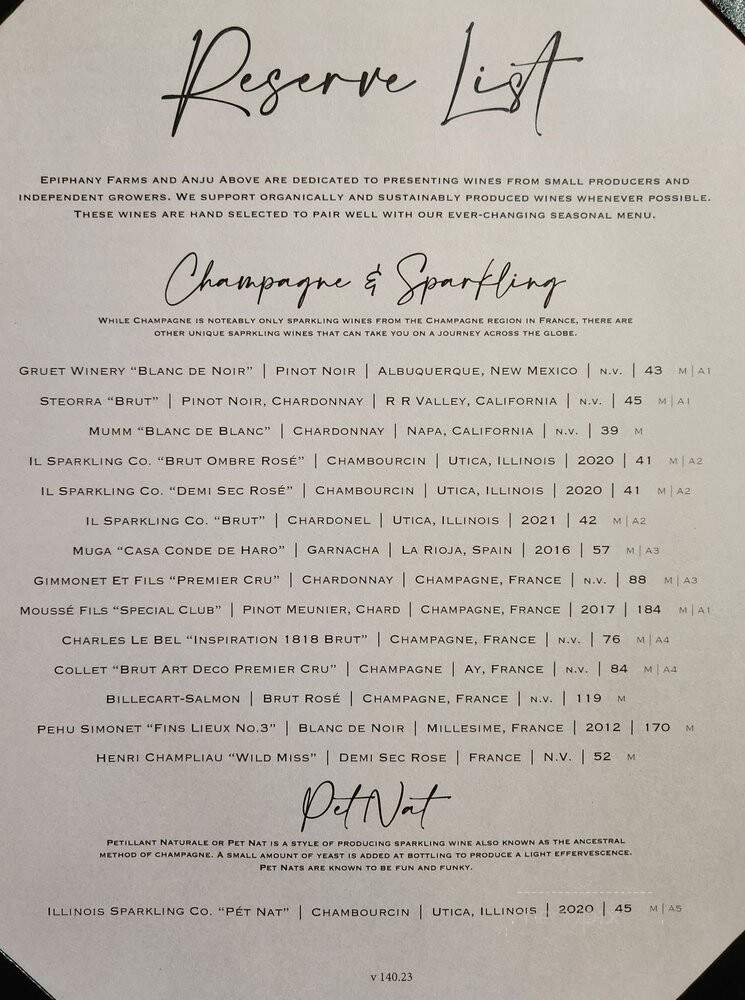 Reserve List
Epiphany Farms and Anju Above are dedicated to presenting wines from small producers and
independent growers. We support organically and sustainably produced wines whenever possible.
These wines are hand selected to pair well with our ever-changing seasonal menu.
Champagne & Sparkling
While Champagne is noteably only sparkling wines from the Champagne region in France, there are
other unique saprkling wines that can take you on a journey across the globe.
Gruet Winery “Blanc de Noir” | Pinot Noir | Albuquerque, New Mexico | n.v. | 43 M | A1
Steorra “Brut” | Pinot Noir, Chardonnay | R R Valley, California | n.v. | 45 M | A1
Mumm “Blanc de Blanc” | Chardonnay | Napa, California | n.v. | 39 M
Il Sparkling Co. “Brut Ombre Rosé” | Chambourcin | Utica, Illinois | 2020 | 41 M | A2
Il Sparkling Co. “Demi Sec Rosé” | Chambourcin | Utica, Illinois | 2020 | 41 M | A2
Il Sparkling Co. “Brut” | Chardonel | Utica, Illinois | 2021 | 42 M | A2
Muga “Casa Conde de Haro” | Garnacha | La Rioja, Spain | 2016 | 57 M | A3
Gimmonet Et Fils “Premier Cru” | Chardonnay | Champagne, France | n.v. | 88 M | A3
Moussé Fils “Special Club” | Pinot Meunier, Chard | Champagne, France | 2017 | 184 M | A1
Charles Le Bel “Inspiration 1818 Brut” | Champagne, France | n.v. | 76 M | A4
Collet “Brut Art Deco Premier Cru” | Champagne | Ay, France | n.v. | 84 M | A4
Billecart-Salmon | Brut Rosé | Champagne, France | n.v. | 119 M
Pehu Simonet “Fins Lieux No.3” | Blanc de Noir | Millesime, France | 2012 | 170 M
Henri Champliau “Wild Miss” | Demi Sec Rose | France | N.V. | 52 M
Pet Nat
Petillant Naturale or Pet Nat is a style of producing sparkling wine also known as the ancestral
method of champagne. A small amount of yeast is added at bottling to produce a light effervescence.
Pet Nats are known to be fun and funky.
Illinois Sparkling Co. “Pét Nat” | Chambourcin | Utica, Illinois | 2020 | 45 M | A5
v 140.23